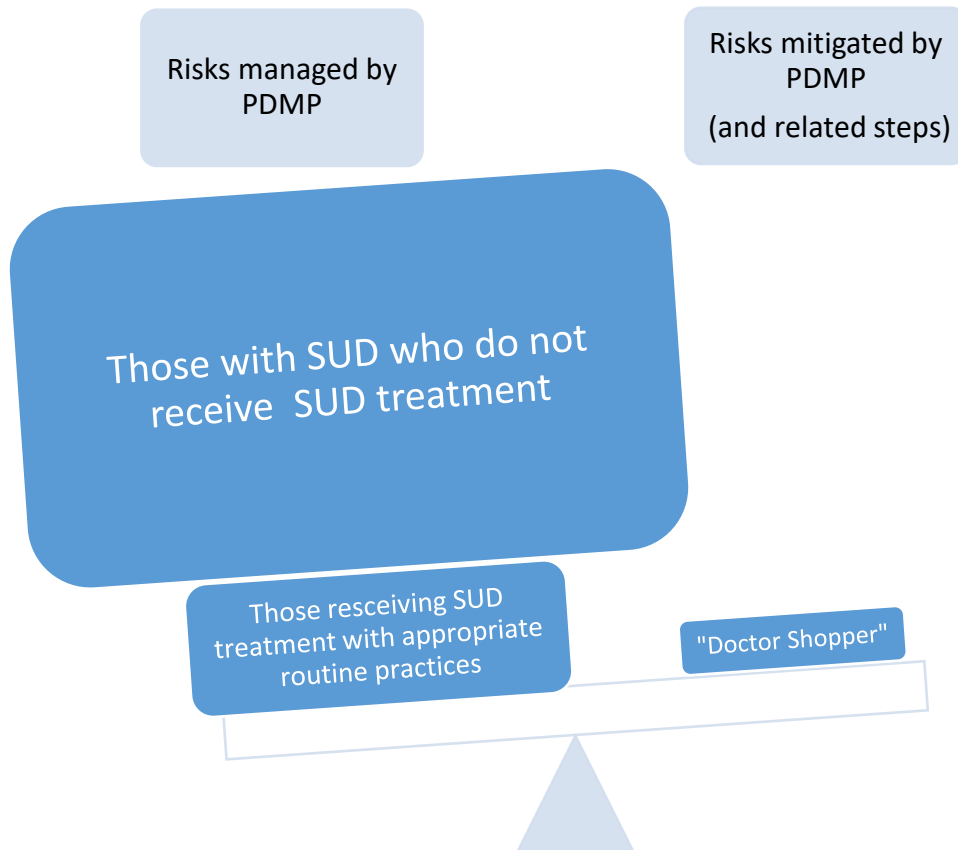 Risks managed by
PDMP
Risks mitigated by
PDMP
(and related steps)
Those with SUD who do not
receive  SUD treatment
Those resceiving SUD
treatment with appropriate
routine practices
"Doctor Shopper"